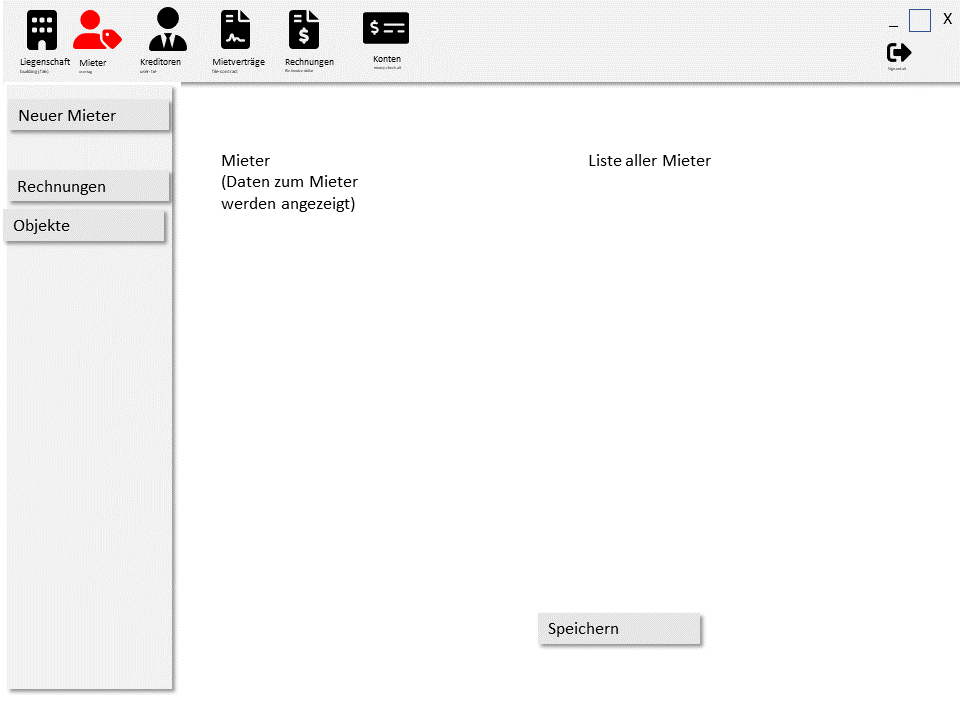 _ X
Liegenschaft Mieter Kreditoren Mietverträge Rechnungen Konten
building (fas) user-tag user-tie file-contract file-invoice-dollar money-check-alt
Sign-out-alt
Neuer Mieter
Rechnungen
Objekte
Mieter
(Daten zum Mieter
werden angezeigt)
Liste aller Mieter
Speichern